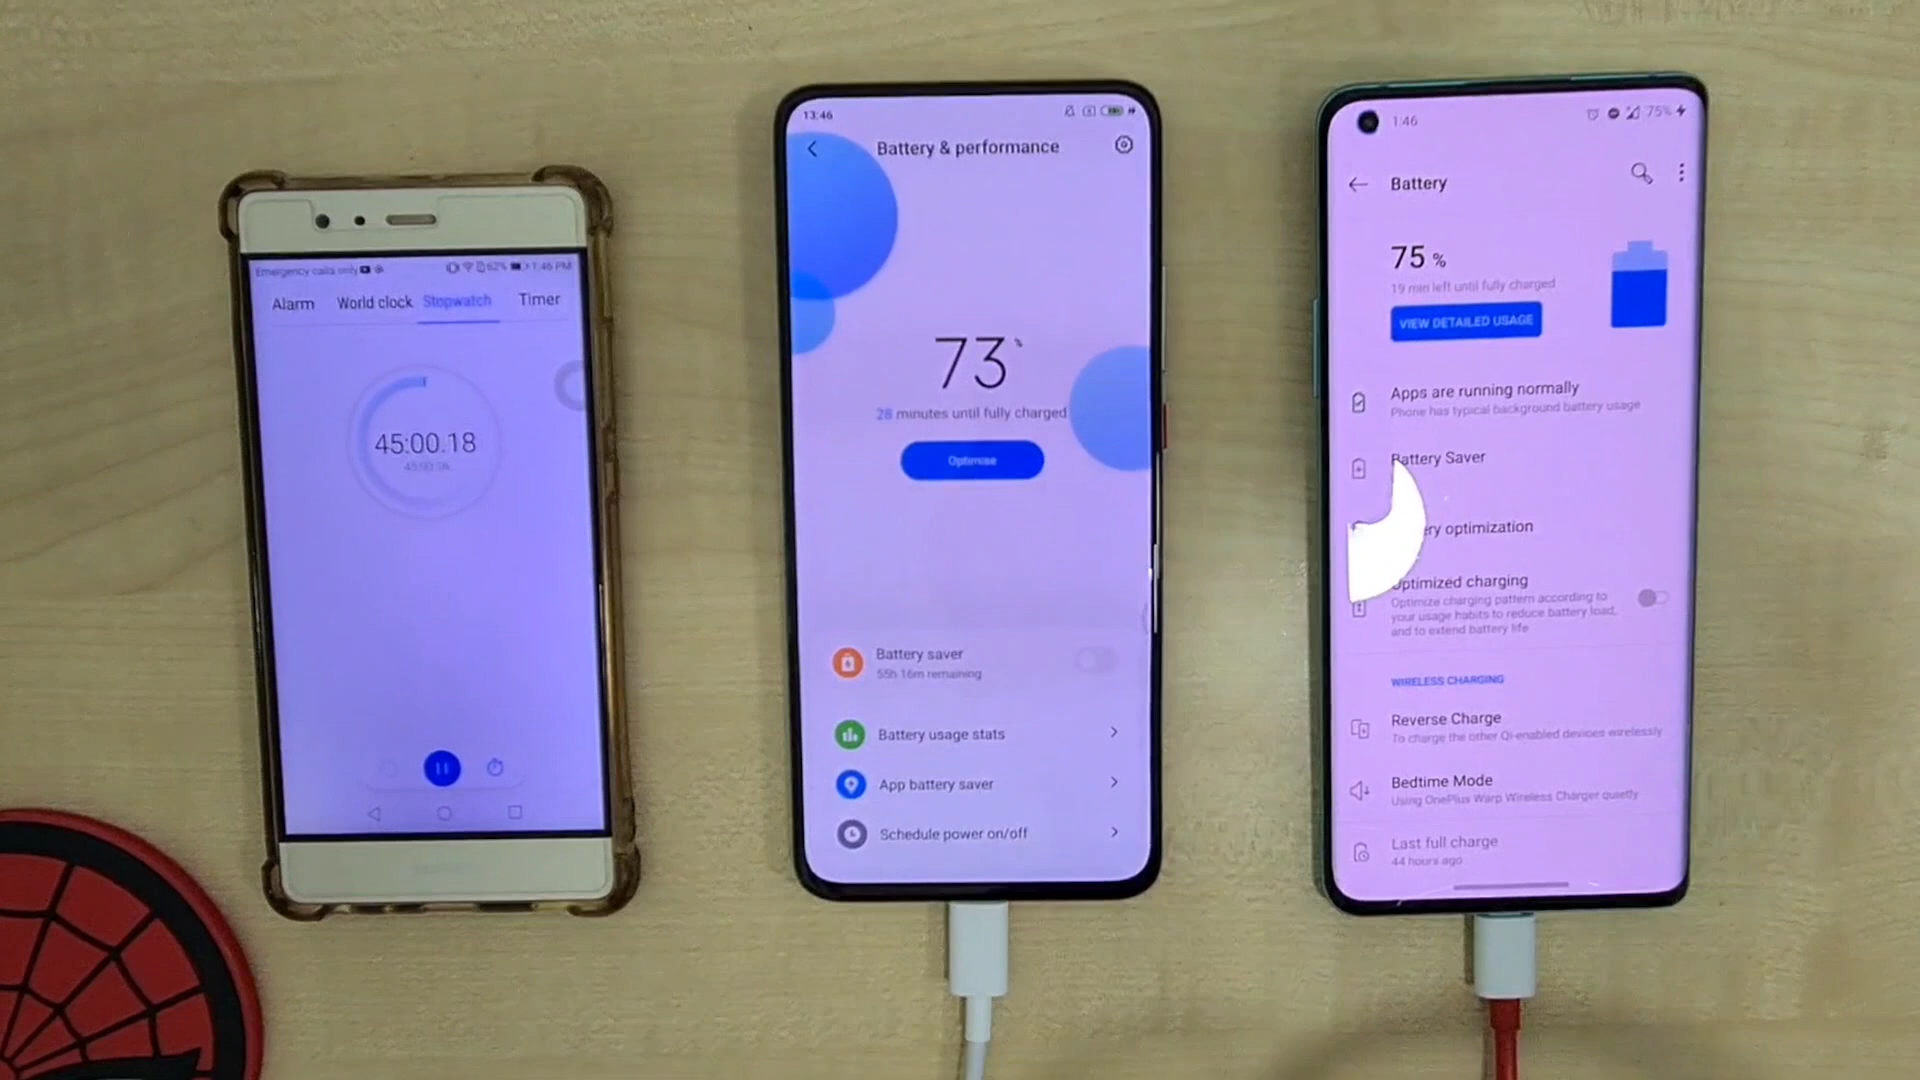 Emergency calls only
62% 1:46 PM
Alarm World clock Stopwatch Timer
45:00.18
13:46
Battery & performance
73 %
28 minutes until fully charged
Optimise
Battery saver
55h 16m remaining
Battery usage stats
App battery saver
Schedule power on/off
1:46
75%
Battery
75 %
19 min left until fully charged
VIEW DETAILED USAGE
Apps are running normally
Phone has typical background battery usage
Battery Saver
ery optimization
Optimized charging
Optimize charging pattern according to
your usage habits to reduce battery load,
and to extend battery life
WIRELESS CHARGING
Reverse Charge
To charge the other Qi-enabled devices wirelessly
Bedtime Mode
Using OnePlus Warp Wireless Charger quietly
Last full charge
44 hours ago